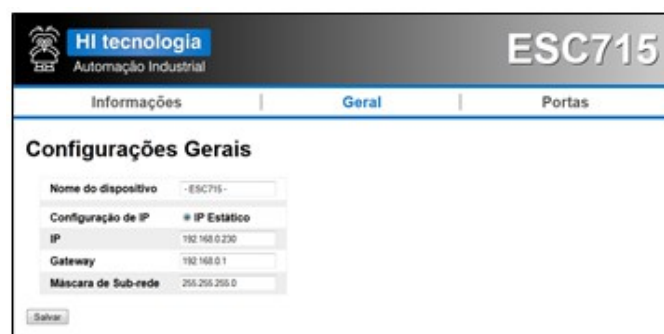 HI tecnologia
Automação Industrial
ESC715
Informações | Geral | Portas
Configurações Gerais
Nome do dispositivo -ESC715-
Configuração de IP IP Estático
IP 192.168.0.230
Gateway 192.168.0.1
Máscara de Sub-rede 255.255.255.0
Salvar